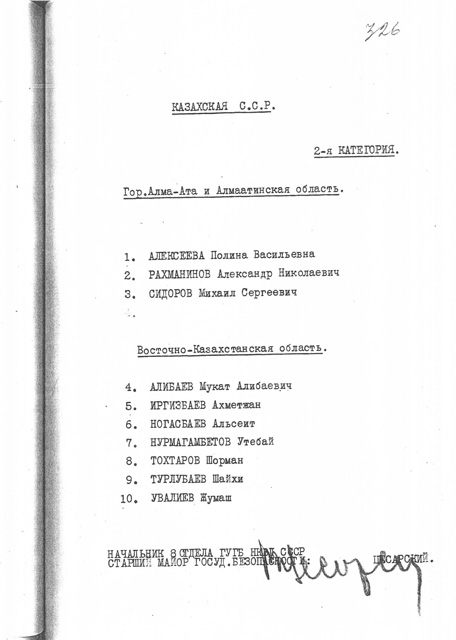 326
КАЗАХСКАЯ С.С.Р.
2-я КАТЕГОРИЯ.
Гор.Алма-Ата и Алмаатинская область.
1. АЛЕКСЕЕВА Полина Васильевна
2. РАХМАНИНОВ Александр Николаевич
3. СИДОРОВ Михаил Сергеевич
Восточно-Казахстанская область.
4. АЛИБАЕВ Мукат Алибаевич
5. ИРГИЗБАЕВ Ахметжан
6. НОГАСБАЕВ Альсеит
7. НУРМАГАМБЕТОВ Утебай
8. ТОХТАРОВ Шорман
9. ТУРЛУБАЕВ Шайхи
10. УВАЛИЕВ Жумаш
НАЧАЛЬНИК 8 ОТДЕЛА ГУГБ НКВД СССР
СТАРШИЙ МАЙОР ГОСУД.БЕЗОПАСНОСТИ: ЦЕСАРСКИЙ.